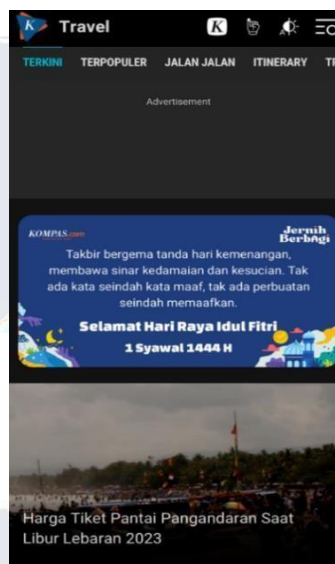 K Travel K
TERKINI TERPOPULER JALAN JALAN ITINERARY
Advertisement
KOMPAS.com
Jernih
Berbagi
Takbir bergema tanda hari kemenangan,
membawa sinar kedamaian dan kesucian. Tak
ada kata seindah kata maaf, tak ada perbuatan
seindah memaafkan.
Selamat Hari Raya Idul Fitri
1 Syawal 1444 H
Harga Tiket Pantai Pangandaran Saat
Libur Lebaran 2023